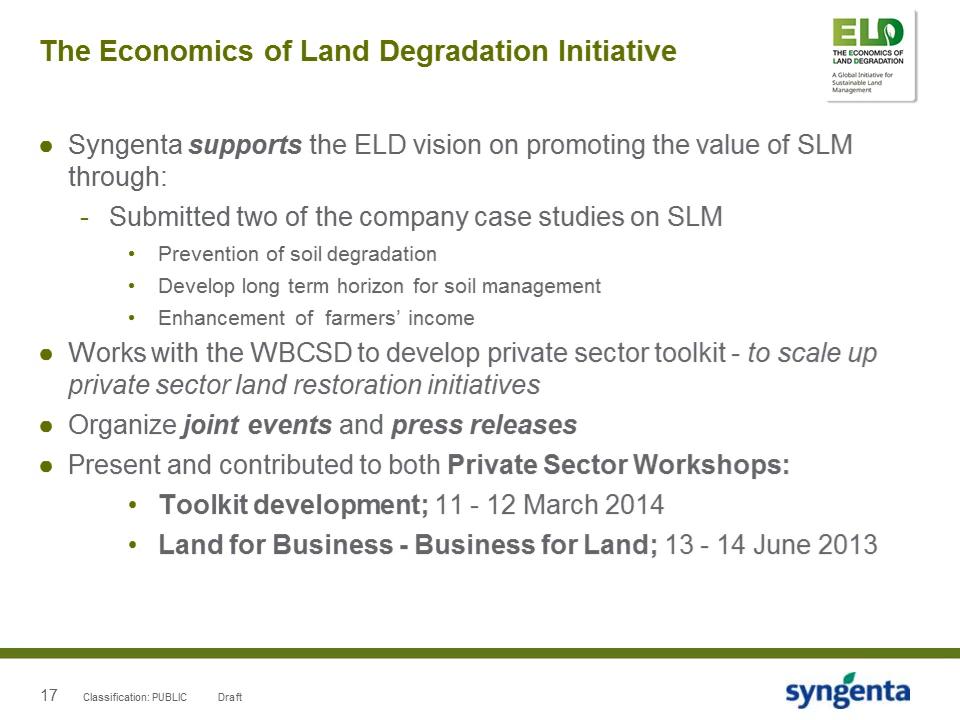 The Economics of Land Degradation Initiative
ELD
THE ECONOMICS OF
LAND DEGRADATION
A Global Initiative for
Sustainable Land
Management
● Syngenta supports the ELD vision on promoting the value of SLM
through:
- Submitted two of the company case studies on SLM
• Prevention of soil degradation
• Develop long term horizon for soil management
• Enhancement of farmers’ income
● Works with the WBCSD to develop private sector toolkit - to scale up
private sector land restoration initiatives
● Organize joint events and press releases
● Present and contributed to both Private Sector Workshops:
• Toolkit development; 11 - 12 March 2014
• Land for Business - Business for Land; 13 - 14 June 2013
17 Classification: PUBLIC Draft
syngenta